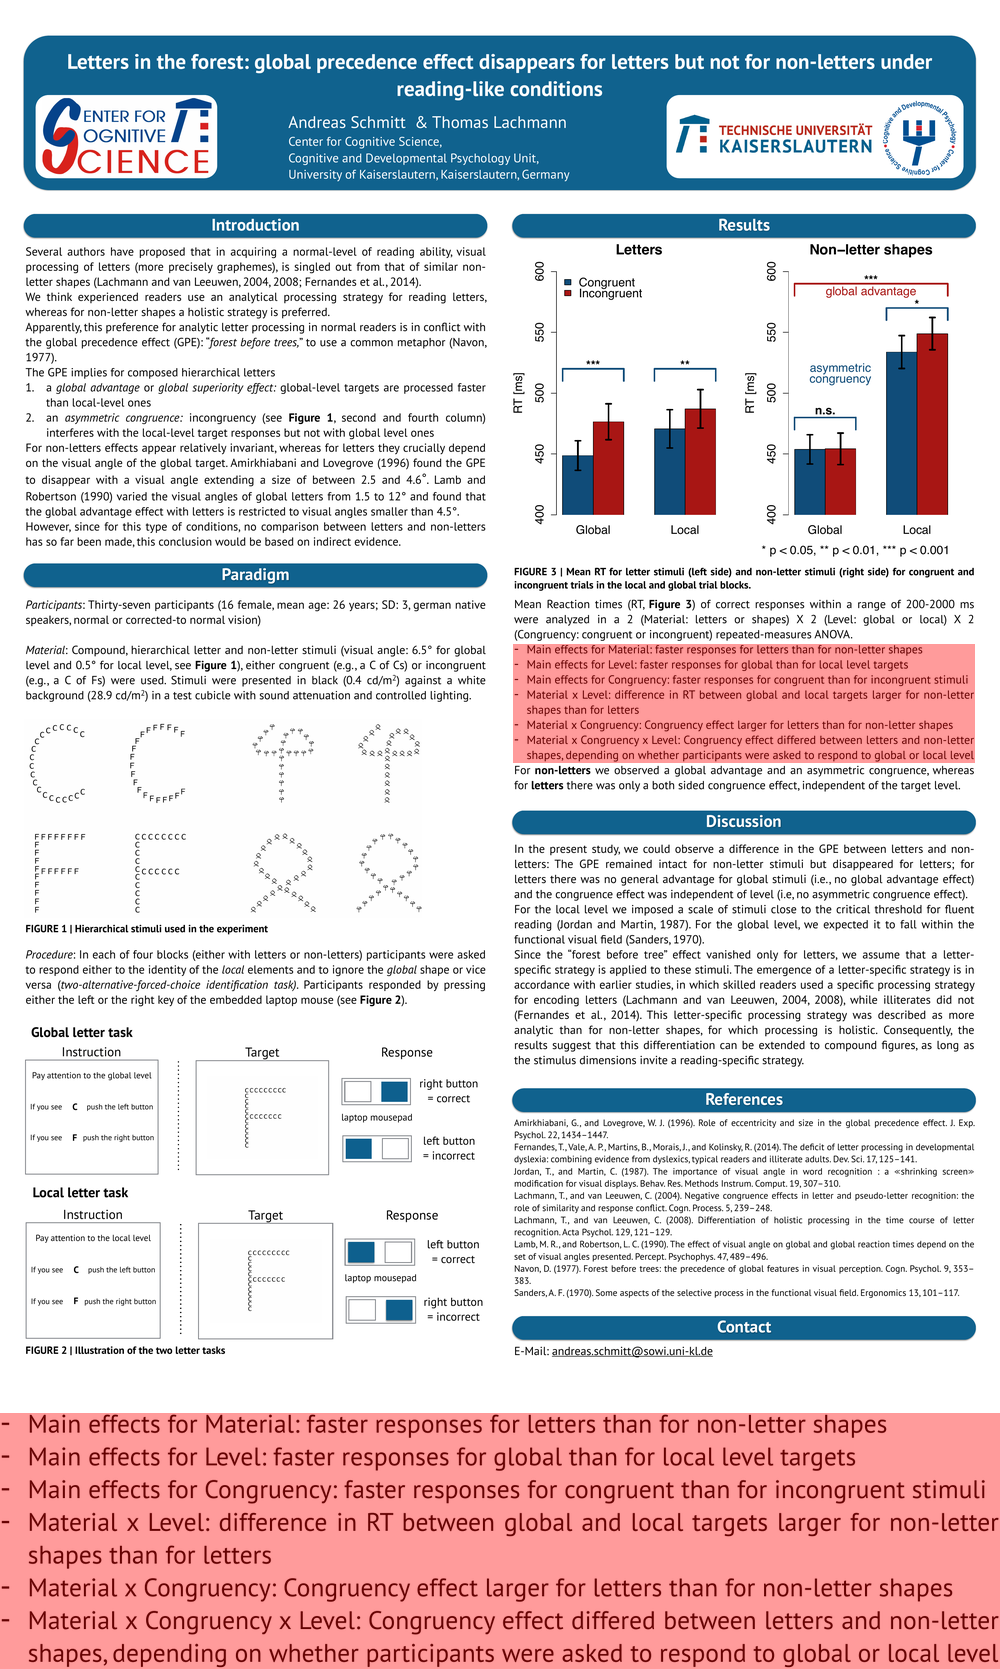 Letters in the forest: global precedence effect disappears for letters but not for non-letters under
reading-like conditions
CENTER FOR
COGNITIVE
SCIENCE
Andreas Schmitt & Thomas Lachmann
Center for Cognitive Science,
Cognitive and Developmental Psychology Unit,
University of Kaiserslautern, Kaiserslautern, Germany
TECHNISCHE UNIVERSITÄT
KAISERSLAUTERN
Cognitive and Developmental Psychology • Center for Cognitive Science •
Introduction
Several authors have proposed that in acquiring a normal-level of reading ability, visual
processing of letters (more precisely graphemes), is singled out from that of similar non-
letter shapes (Lachmann and van Leeuwen, 2004, 2008; Fernandes et al., 2014).
We think experienced readers use an analytical processing strategy for reading letters,
whereas for non-letter shapes a holistic strategy is preferred.
Apparently, this preference for analytic letter processing in normal readers is in conflict with
the global precedence effect (GPE): "forest before trees," to use a common metaphor (Navon,
1977).
The GPE implies for composed hierarchical letters
1. a global advantage or global superiority effect: global-level targets are processed faster
than local-level ones
2. an asymmetric congruence: incongruency (see Figure 1, second and fourth column)
interferes with the local-level target responses but not with global level ones
For non-letters effects appear relatively invariant, whereas for letters they crucially depend
on the visual angle of the global target. Amirkhiabani and Lovegrove (1996) found the GPE
to disappear with a visual angle extending a size of between 2.5 and 4.6°. Lamb and
Robertson (1990) varied the visual angles of global letters from 1.5 to 12° and found that
the global advantage effect with letters is restricted to visual angles smaller than 4.5°.
However, since for this type of conditions, no comparison between letters and non-letters
has so far been made, this conclusion would be based on indirect evidence.
Paradigm
Participants: Thirty-seven participants (16 female, mean age: 26 years; SD: 3, german native
speakers, normal or corrected-to normal vision)
Material: Compound, hierarchical letter and non-letter stimuli (visual angle: 6.5° for global
level and 0.5° for local level, see Figure 1), either congruent (e.g., a C of Cs) or incongruent
(e.g., a C of Fs) were used. Stimuli were presented in black (0.4 cd/m²) against a white
background (28.9 cd/m²) in a test cubicle with sound attenuation and controlled lighting.
FIGURE 1 | Hierarchical stimuli used in the experiment
Procedure: In each of four blocks (either with letters or non-letters) participants were asked
to respond either to the identity of the local elements and to ignore the global shape or vice
versa (two-alternative-forced-choice identification task). Participants responded by pressing
either the left or the right key of the embedded laptop mouse (see Figure 2).
Global letter task
Instruction Target Response
Pay attention to the global level
If you see C push the left button
If you see F push the right button
right button
= correct
laptop mousepad
left button
= incorrect
Local letter task
Instruction Target Response
Pay attention to the local level
If you see C push the left button
If you see F push the right button
left button
= correct
laptop mousepad
right button
= incorrect
FIGURE 2 | Illustration of the two letter tasks
Results
Letters
Congruent
Incongruent
RT [ms]
400 450 500 550 600
*** **
Global Local
Non–letter shapes
***
global advantage
*
asymmetric
congruency
n.s.
RT [ms]
400 450 500 550 600
Global Local
* p < 0.05, ** p < 0.01, *** p < 0.001
FIGURE 3 | Mean RT for letter stimuli (left side) and non-letter stimuli (right side) for congruent and
incongruent trials in the local and global trial blocks.
Mean Reaction times (RT, Figure 3) of correct responses within a range of 200-2000 ms
were analyzed in a 2 (Material: letters or shapes) X 2 (Level: global or local) X 2
(Congruency: congruent or incongruent) repeated-measures ANOVA.
- Main effects for Material: faster responses for letters than for non-letter shapes
- Main effects for Level: faster responses for global than for local level targets
- Main effects for Congruency: faster responses for congruent than for incongruent stimuli
- Material x Level: difference in RT between global and local targets larger for non-letter
shapes than for letters
- Material x Congruency: Congruency effect larger for letters than for non-letter shapes
- Material x Congruency x Level: Congruency effect differed between letters and non-letter
shapes, depending on whether participants were asked to respond to global or local level
For non-letters we observed a global advantage and an asymmetric congruence, whereas
for letters there was only a both sided congruence effect, independent of the target level.
Discussion
In the present study, we could observe a difference in the GPE between letters and non-
letters: The GPE remained intact for non-letter stimuli but disappeared for letters; for
letters there was no general advantage for global stimuli (i.e., no global advantage effect)
and the congruence effect was independent of level (i.e, no asymmetric congruence effect).
For the local level we imposed a scale of stimuli close to the critical threshold for fluent
reading (Jordan and Martin, 1987). For the global level, we expected it to fall within the
functional visual field (Sanders, 1970).
Since the "forest before tree" effect vanished only for letters, we assume that a letter-
specific strategy is applied to these stimuli. The emergence of a letter-specific strategy is in
accordance with earlier studies, in which skilled readers used a specific processing strategy
for encoding letters (Lachmann and van Leeuwen, 2004, 2008), while illiterates did not
(Fernandes et al., 2014). This letter-specific processing strategy was described as more
analytic than for non-letter shapes, for which processing is holistic. Consequently, the
results suggest that this differentiation can be extended to compound figures, as long as
the stimulus dimensions invite a reading-specific strategy.
References
Amirkhiabani, G., and Lovegrove, W. J. (1996). Role of eccentricity and size in the global precedence effect. J. Exp.
Psychol. 22, 1434–1447.
Fernandes, T., Vale, A. P., Martins, B., Morais, J., and Kolinsky, R. (2014). The deficit of letter processing in developmental
dyslexia: combining evidence from dyslexics, typical readers and illiterate adults. Dev. Sci. 17, 125–141.
Jordan, T., and Martin, C. (1987). The importance of visual angle in word recognition : a «shrinking screen»
modification for visual displays. Behav. Res. Methods Instrum. Comput. 19, 307–310.
Lachmann, T., and van Leeuwen, C. (2004). Negative congruence effects in letter and pseudo-letter recognition: the
role of similarity and response conflict. Cogn. Process. 5, 239–248.
Lachmann, T., and van Leeuwen, C. (2008). Differentiation of holistic processing in the time course of letter
recognition. Acta Psychol. 129, 121–129.
Lamb, M. R., and Robertson, L. C. (1990). The effect of visual angle on global and global reaction times depend on the
set of visual angles presented. Percept. Psychophys. 47, 489–496.
Navon, D. (1977). Forest before trees: the precedence of global features in visual perception. Cogn. Psychol. 9, 353–
383.
Sanders, A. F. (1970). Some aspects of the selective process in the functional visual field. Ergonomics 13, 101–117.
Contact
E-Mail: andreas.schmitt@sowi.uni-kl.de
- Main effects for Material: faster responses for letters than for non-letter shapes
- Main effects for Level: faster responses for global than for local level targets
- Main effects for Congruency: faster responses for congruent than for incongruent stimuli
- Material x Level: difference in RT between global and local targets larger for non-letter
shapes than for letters
- Material x Congruency: Congruency effect larger for letters than for non-letter shapes
- Material x Congruency x Level: Congruency effect differed between letters and non-letter
shapes, depending on whether participants were asked to respond to global or local level